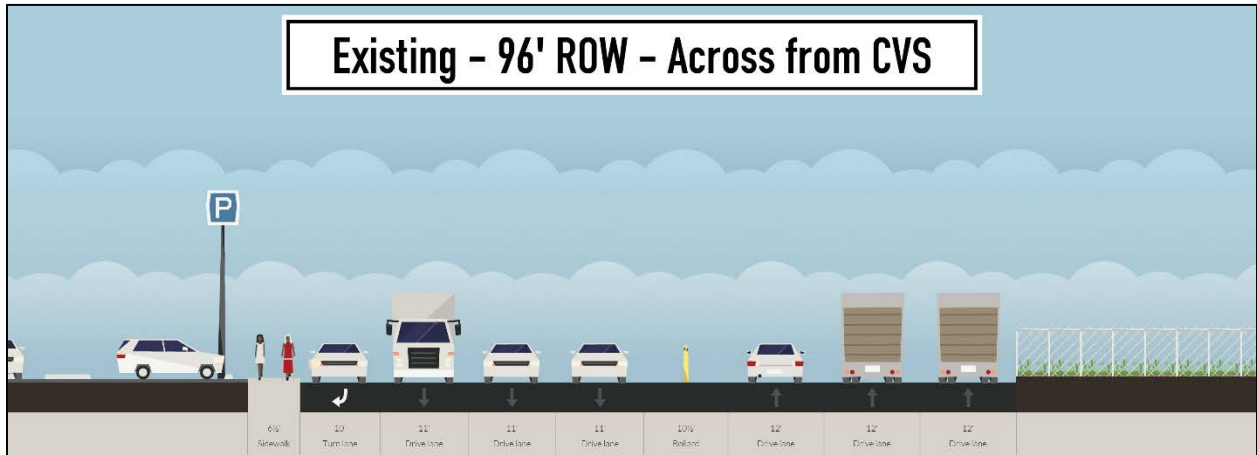 Existing - 96' ROW - Across from CVS
P
6½' 10' 11' 11' 11' 10½' 12' 12' 12'
Sidewalk Turn lane Drive lane Drive lane Drive lane Bollard Drive lane Drive lane Drive lane